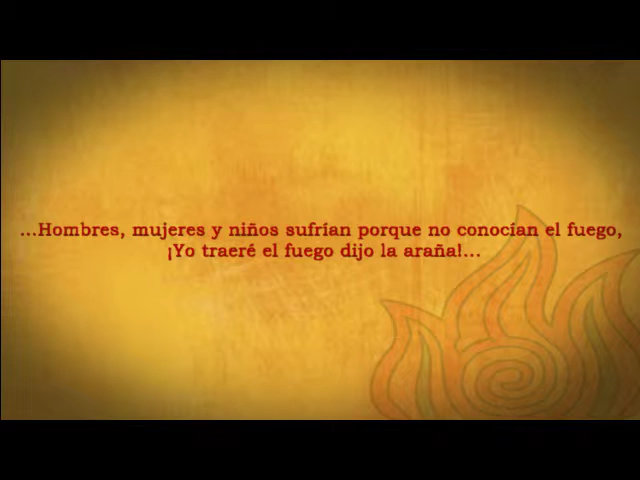 ...Hombres, mujeres y niños sufrían porque no conocían el fuego,
¡Yo traeré el fuego dijo la araña!...